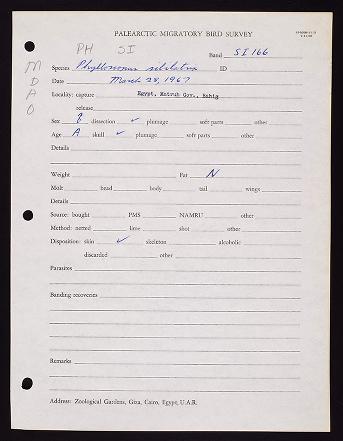 PALEARCTIC MIGRATORY BIRD SURVEY
PH SI
Band SI 166
Species Phylloscopus sibilatrix ID
Date March 28, 1967
Locality: capture Egypt, Matruh Gov., Bahig
release
Sex dissection ✓ plumage soft parts other
Age A skull ✓ plumage soft parts other
Details
Weight Fat N
Molt head body tail wings
Details
Source: bought PMS NAMRU other
Method: netted lime shot other
Disposition: skin ✓ skeleton alcoholic
discarded other
Parasites
Banding recoveries
Remarks
Address: Zoological Gardens, Giza, Cairo, Egypt, U.A.R.
M
D
A
O